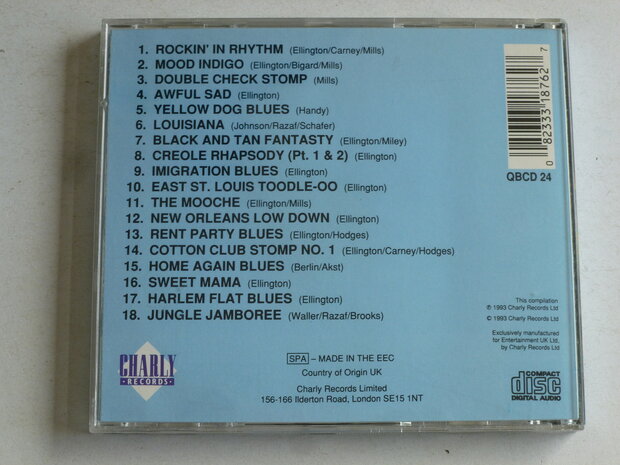 1. ROCKIN' IN RHYTHM (Ellington/Carney/Mills)
2. MOOD INDIGO (Ellington/Bigard/Mills)
3. DOUBLE CHECK STOMP (Mills)
4. AWFUL SAD (Ellington)
5. YELLOW DOG BLUES (Handy)
6. LOUISIANA (Johnson/Razaf/Schafer)
7. BLACK AND TAN FANTASTY (Ellington/Miley)
8. CREOLE RHAPSODY (Pt. 1 & 2) (Ellington)
9. IMIGRATION BLUES (Ellington)
10. EAST ST. LOUIS TOODLE-OO (Ellington)
11. THE MOOCHE (Ellington/Mills)
12. NEW ORLEANS LOW DOWN (Ellington)
13. RENT PARTY BLUES (Ellington/Hodges)
14. COTTON CLUB STOMP NO. 1 (Ellington/Carney/Hodges)
15. HOME AGAIN BLUES (Berlin/Akst)
16. SWEET MAMA (Ellington)
17. HARLEM FLAT BLUES (Ellington)
18. JUNGLE JAMBOREE (Waller/Razaf/Brooks)
0 82333 18762 7
QBCD 24
This compilation
℗ 1993 Charly Records Ltd
© 1993 Charly Records Ltd
Exclusively manufactured
for Entertainment UK Ltd.
by Charly Records Ltd
CHARLY
RECORDS
SPA – MADE IN THE EEC
Country of Origin UK
Charly Records Limited
156-166 Ilderton Road, London SE15 1NT
COMPACT
disc
DIGITAL AUDIO